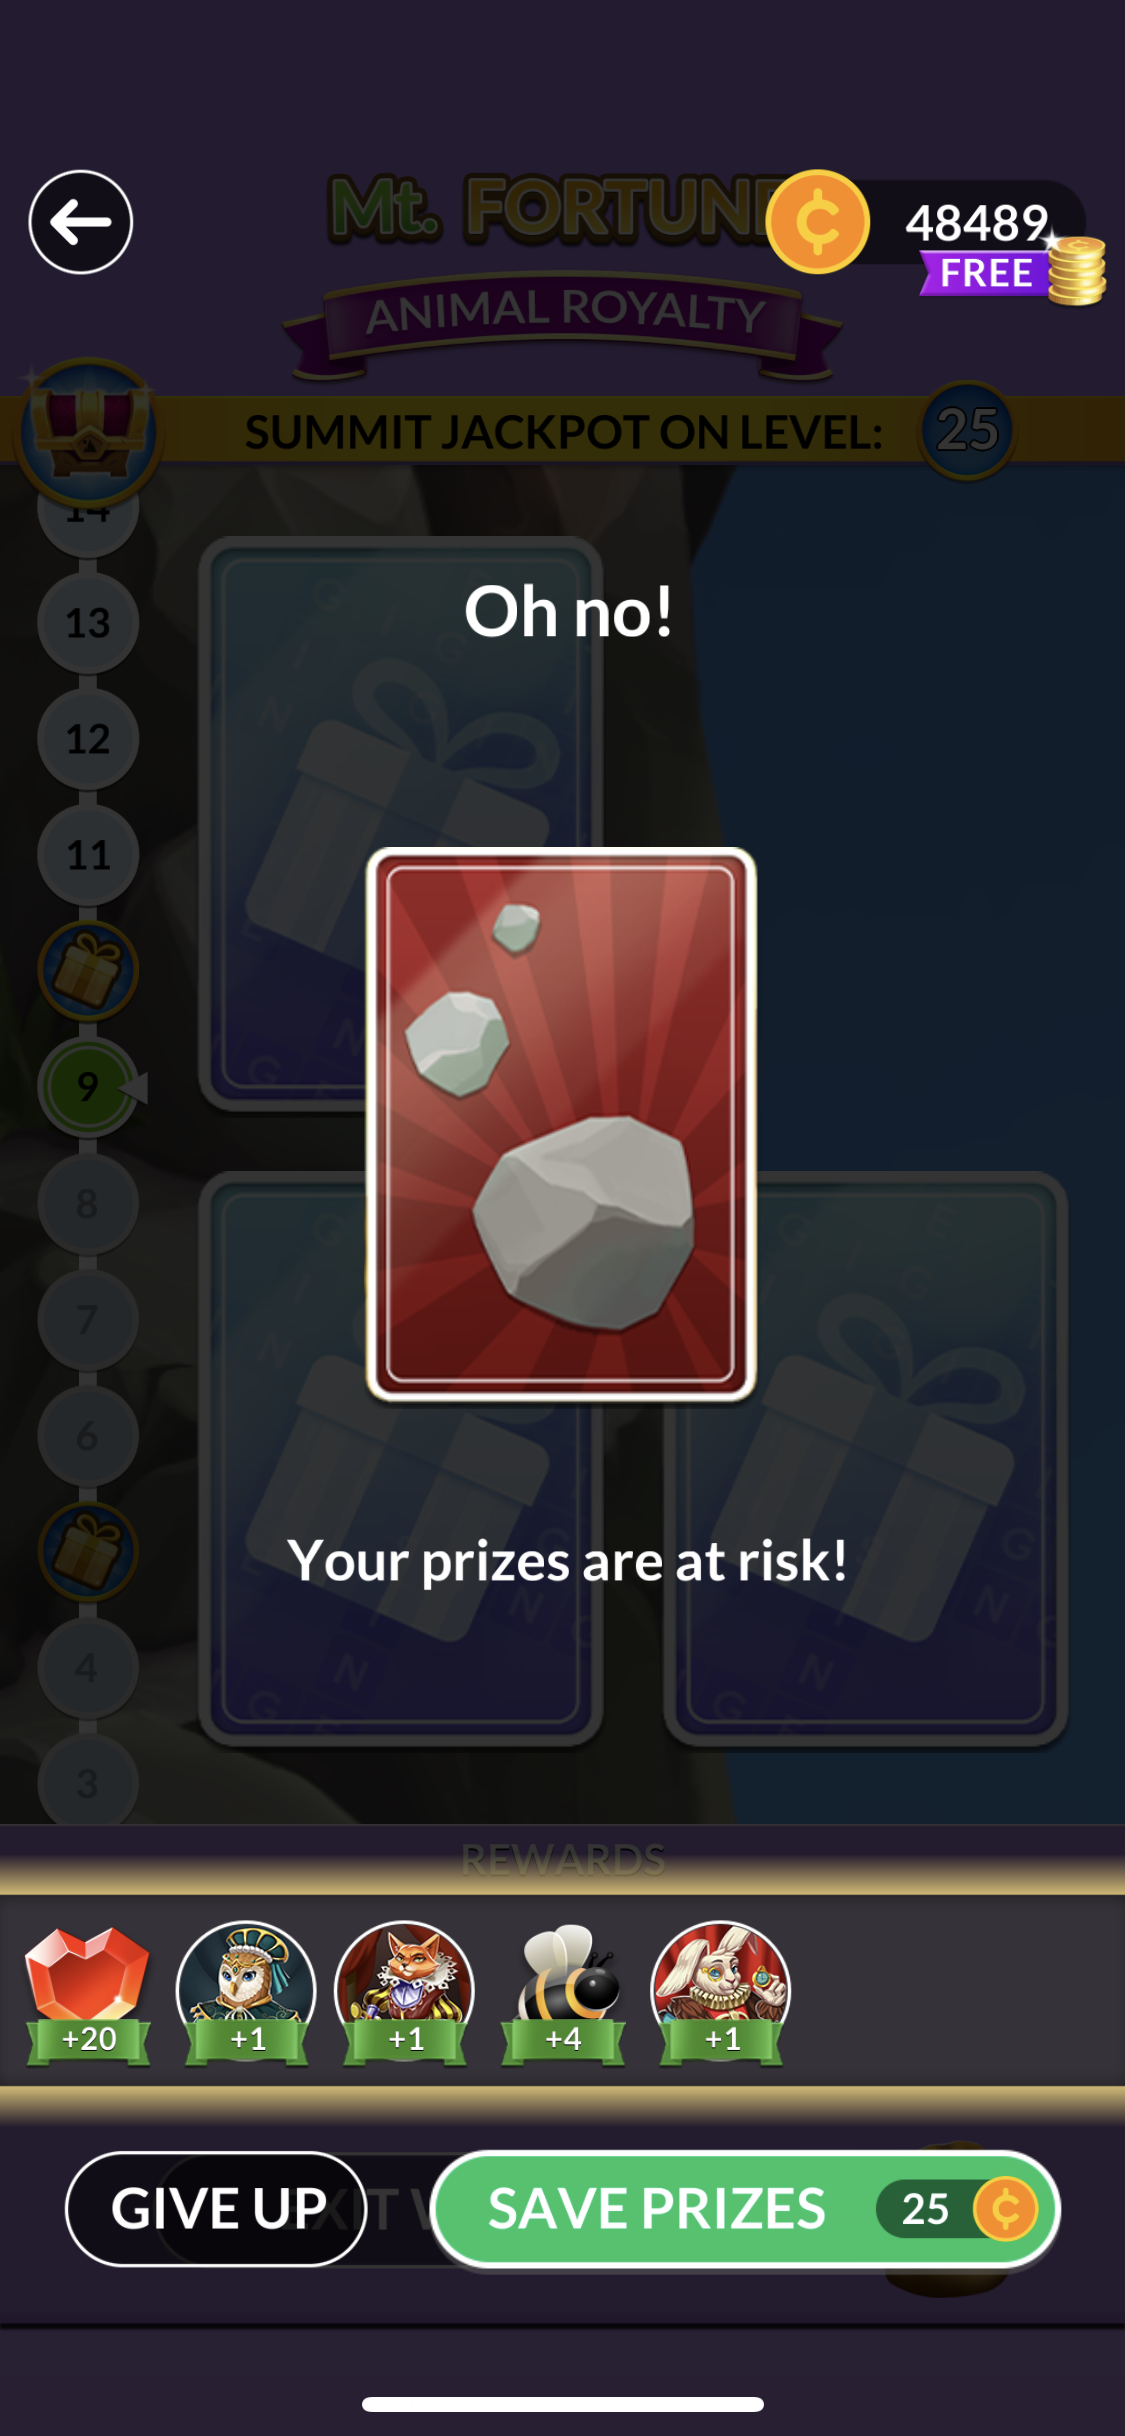 Mt. FORTUNE
48489
FREE
ANIMAL ROYALTY
SUMMIT JACKPOT ON LEVEL:
25
14
13
12
11
9
8
7
6
4
3
Oh no!
Your prizes are at risk!
REWARDS
+20
+1
+1
+4
+1
GIVE UP
SAVE PRIZES
25